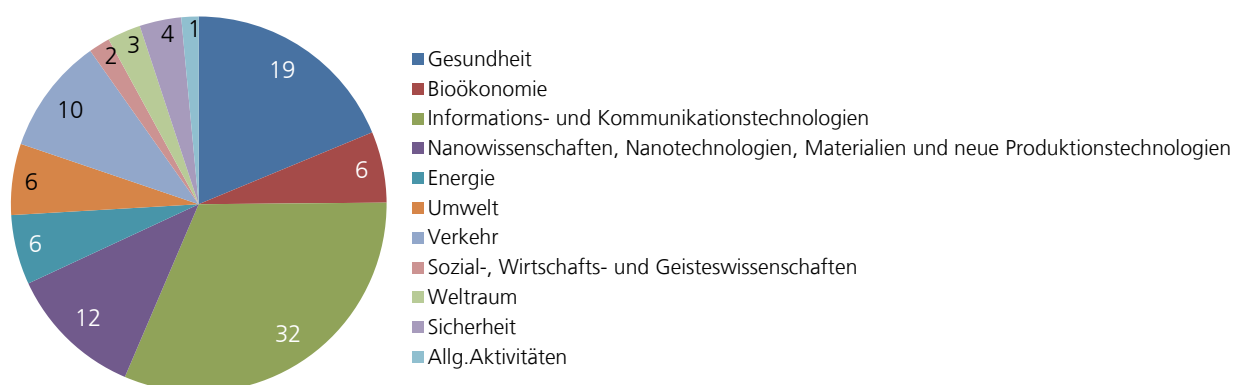 19
6
32
12
6
6
10
2
3
4
1
Gesundheit
Bioökonomie
Informations- und Kommunikationstechnologien
Nanowissenschaften, Nanotechnologien, Materialien und neue Produktionstechnologien
Energie
Umwelt
Verkehr
Sozial-, Wirtschafts- und Geisteswissenschaften
Weltraum
Sicherheit
Allg.Aktivitäten